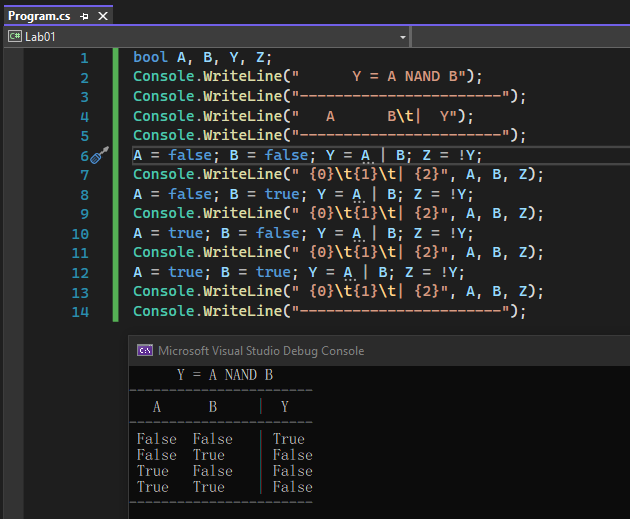 Program.cs
C# Lab01
1 bool A, B, Y, Z;
2 Console.WriteLine("      Y = A NAND B");
3 Console.WriteLine("-----------------------");
4 Console.WriteLine("   A      B\t|  Y");
5 Console.WriteLine("-----------------------");
6 A = false; B = false; Y = A | B; Z = !Y;
7 Console.WriteLine(" {0}\t{1}\t| {2}", A, B, Z);
8 A = false; B = true; Y = A | B; Z = !Y;
9 Console.WriteLine(" {0}\t{1}\t| {2}", A, B, Z);
10 A = true; B = false; Y = A | B; Z = !Y;
11 Console.WriteLine(" {0}\t{1}\t| {2}", A, B, Z);
12 A = true; B = true; Y = A | B; Z = !Y;
13 Console.WriteLine(" {0}\t{1}\t| {2}", A, B, Z);
14 Console.WriteLine("-----------------------");
C:\ Microsoft Visual Studio Debug Console
      Y = A NAND B
-----------------------
   A      B     |  Y
-----------------------
 False  False   | True
 False  True    | False
 True   False   | False
 True   True    | False
-----------------------